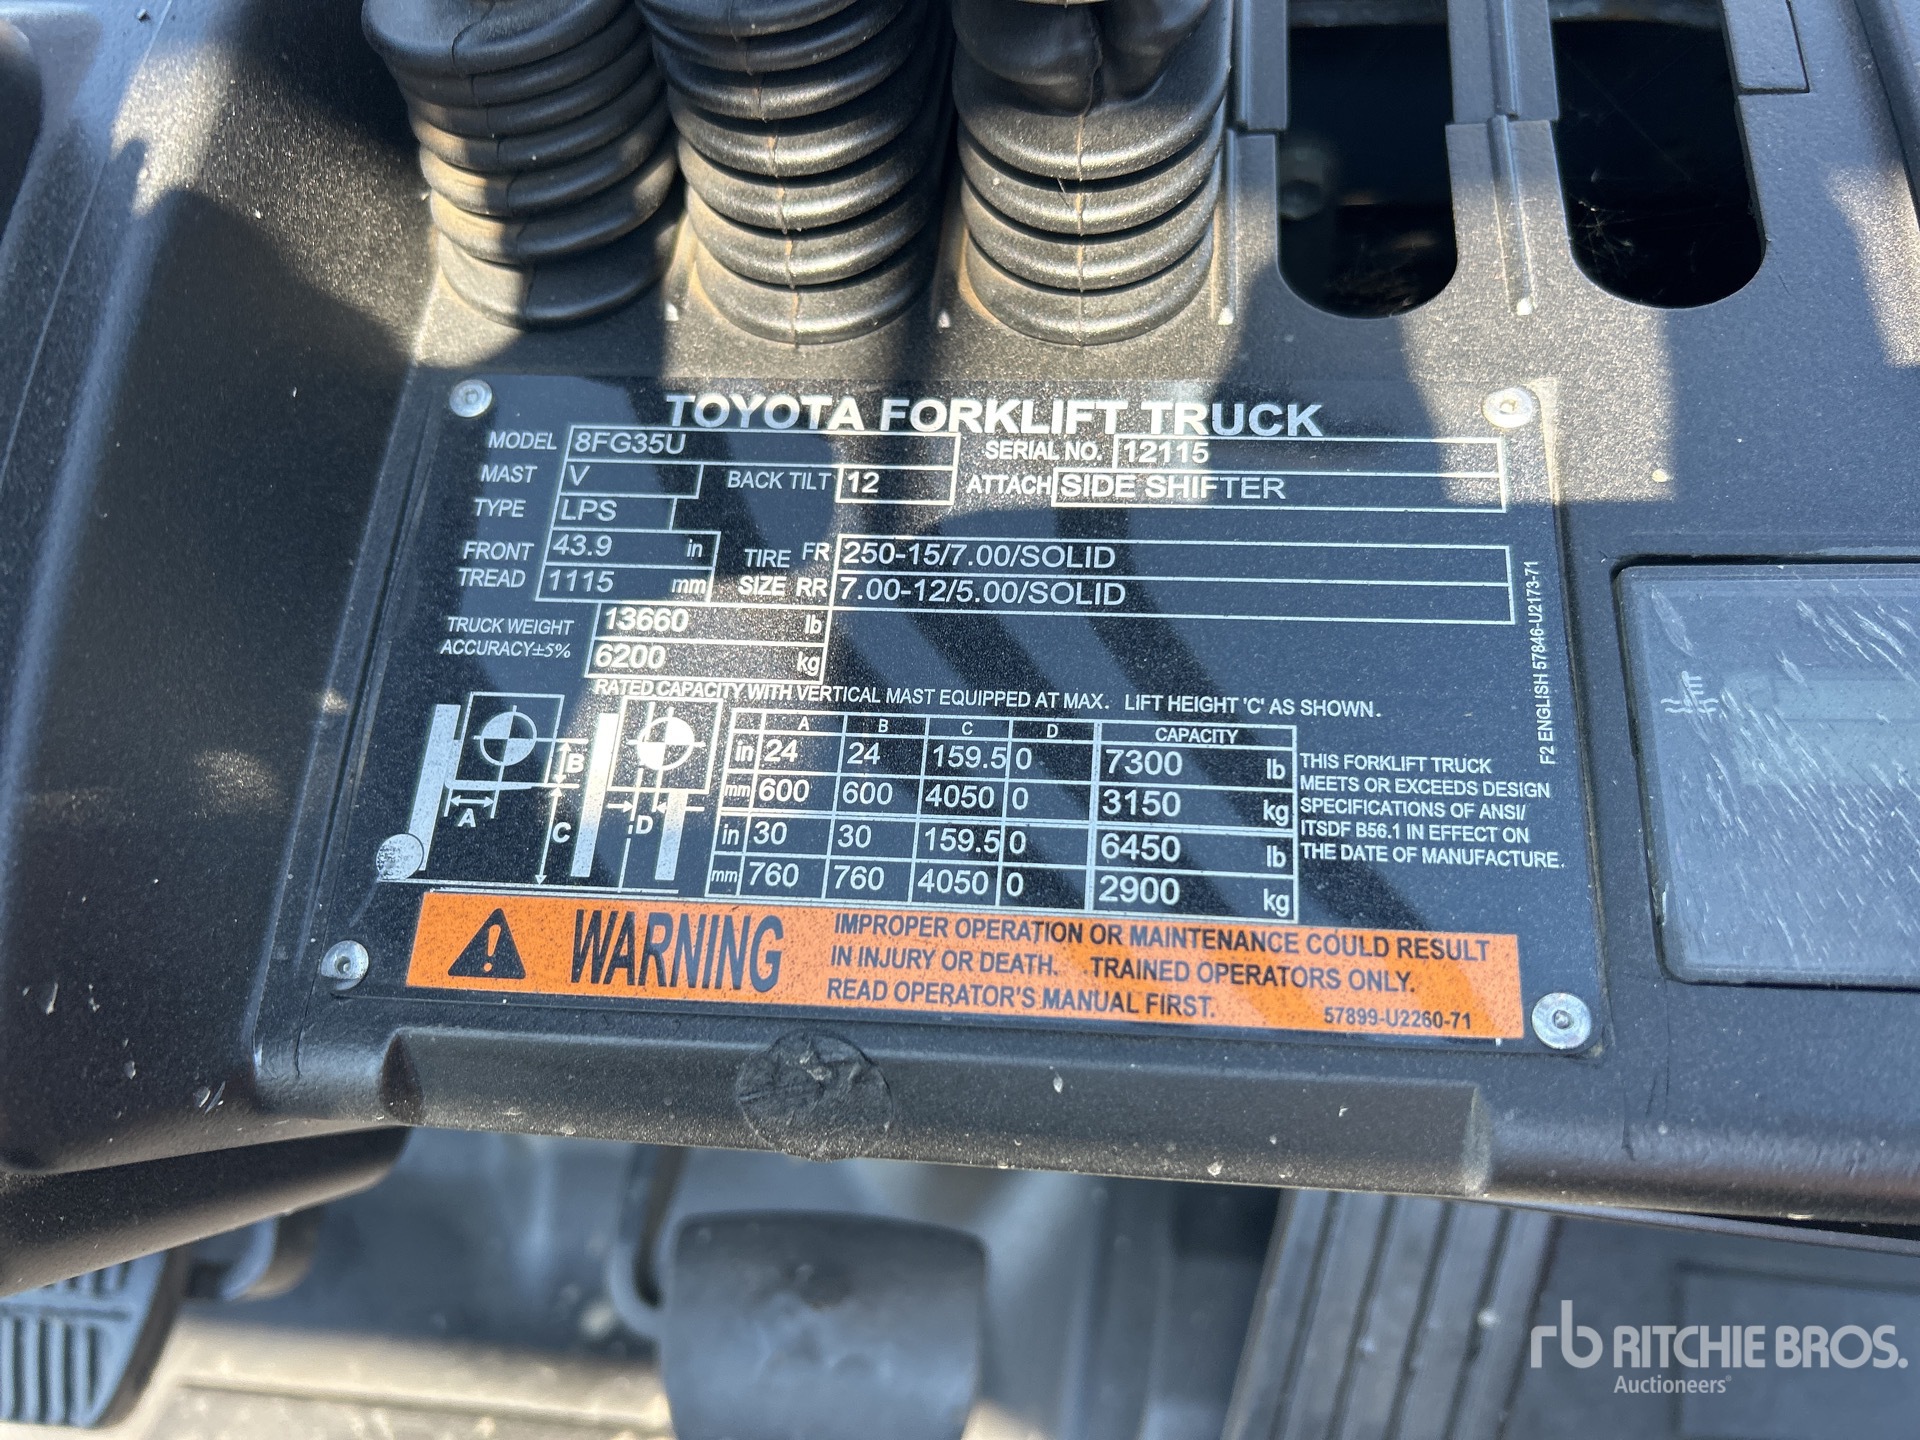 TOYOTA FORKLIFT TRUCK
MODEL 8FG35U SERIAL NO. 12115
MAST V BACK TILT 12 ATTACH SIDE SHIFTER
TYPE LPS
FRONT TREAD 43.9 in TIRE SIZE FR 250-15/7.00/SOLID
1115 mm RR 7.00-12/5.00/SOLID
TRUCK WEIGHT 13660 lb
ACCURACY±5% 6200 kg
RATED CAPACITY WITH VERTICAL MAST EQUIPPED AT MAX. LIFT HEIGHT 'C' AS SHOWN.
A B C D CAPACITY
in 24 24 159.5 0 7300 lb
mm 600 600 4050 0 3150 kg
in 30 30 159.5 0 6450 lb
mm 760 760 4050 0 2900 kg
B
A
C
D
THIS FORKLIFT TRUCK
MEETS OR EXCEEDS DESIGN
SPECIFICATIONS OF ANSI/
ITSDF B56.1 IN EFFECT ON
THE DATE OF MANUFACTURE.
F2 ENGLISH 57846-U2173-71
WARNING
IMPROPER OPERATION OR MAINTENANCE COULD RESULT
IN INJURY OR DEATH. TRAINED OPERATORS ONLY.
READ OPERATOR'S MANUAL FIRST.
57899-U2260-71
rb RITCHIE BROS.
Auctioneers